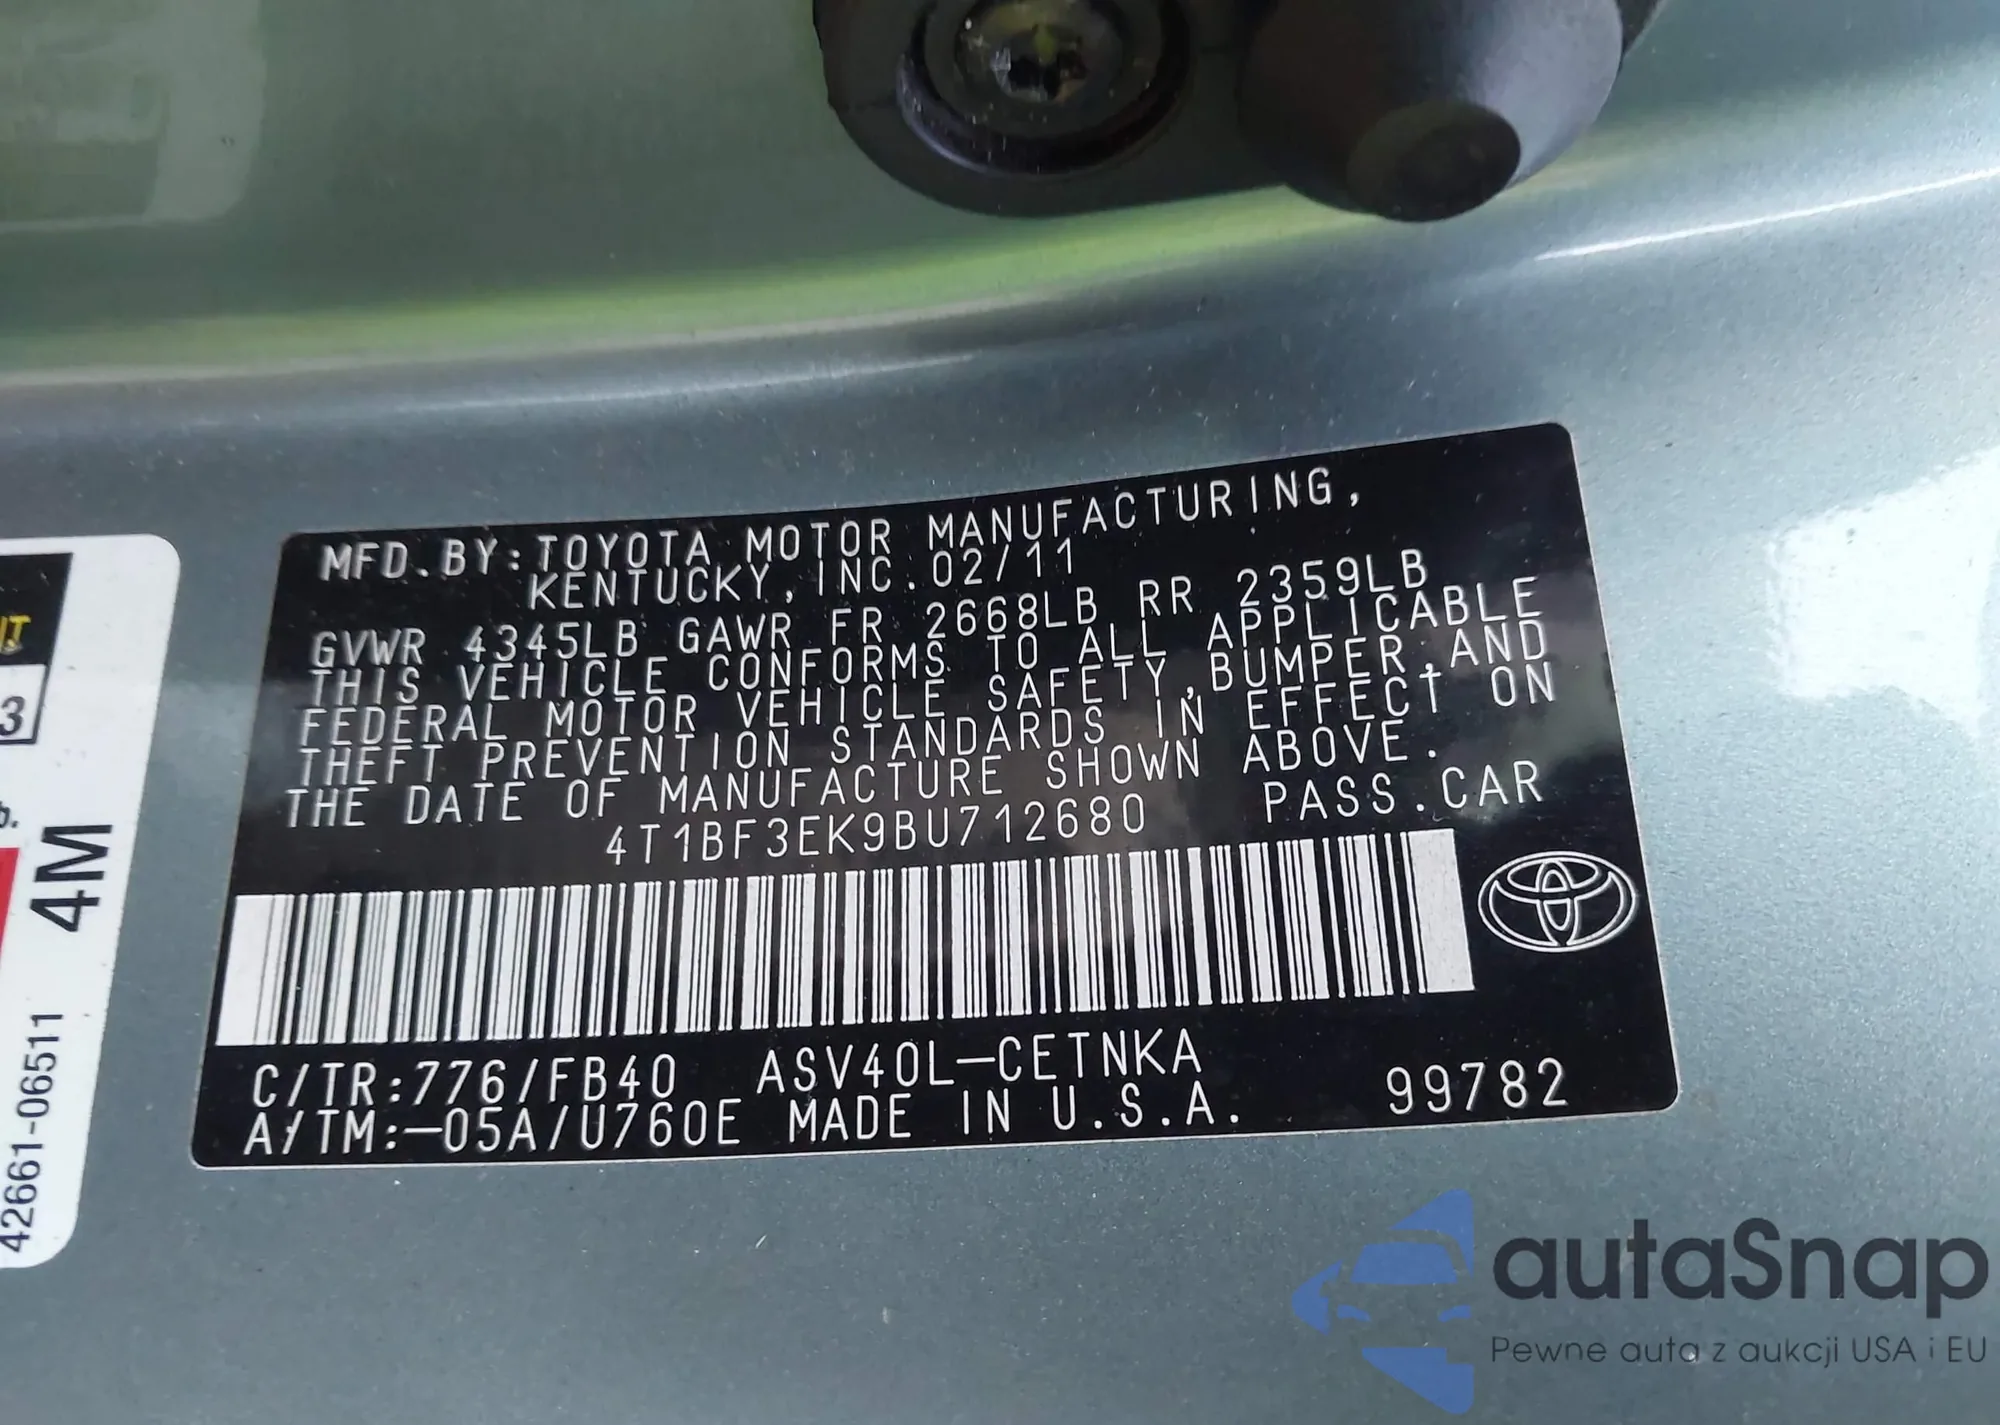 MFD.BY:TOYOTA MOTOR MANUFACTURING,
KENTUCKY, INC. 02/11
GVWR 4345LB GAWR FR 2668LB RR 2359LB
THIS VEHICLE CONFORMS TO ALL APPLICABLE
FEDERAL MOTOR VEHICLE SAFETY,BUMPER,AND
THEFT PREVENTION STANDARDS IN EFFECT ON
THE DATE OF MANUFACTURE SHOWN ABOVE.
4T1BF3EK9BU712680 PASS.CAR
C/TR:776/FB40 ASV40L-CETNKA
A/TM:-05A/U760E MADE IN U.S.A. 99782
3
4M
42661-06511
autaSnap
Pewne auta z aukcji USA i EU